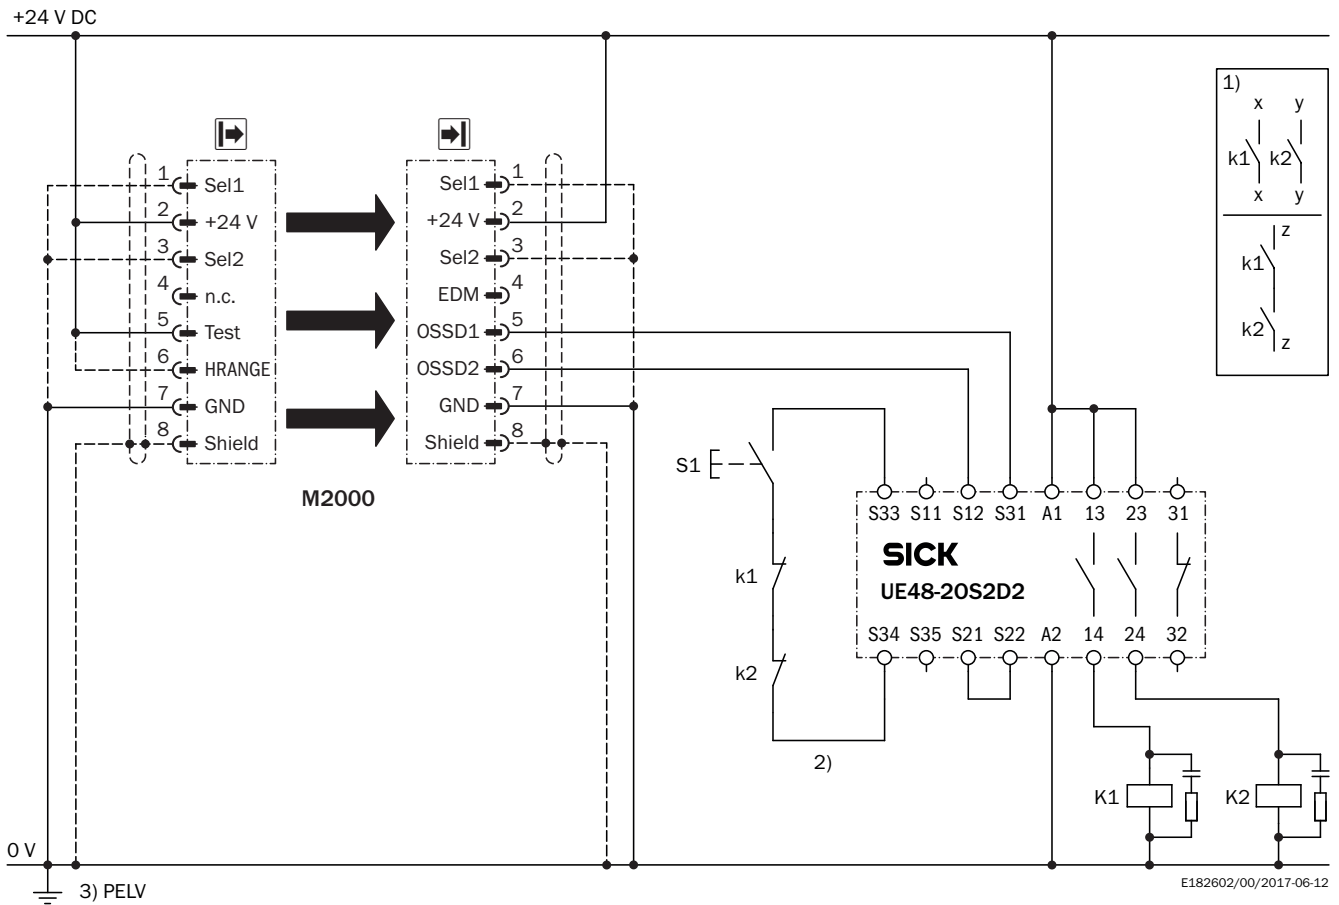 +24 V DC
1)
x y
k1 k2
x y
z
k1
k2
z
1 Sel1
2 +24 V
3 Sel2
4 n.c.
5 Test
6 HRANGE
7 GND
8 Shield
Sel1 1
+24 V 2
Sel2 3
EDM 4
OSSD1 5
OSSD2 6
GND 7
Shield 8
M2000
S1
k1
k2
2)
S33 S11 S12 S31 A1 13 23 31
SICK
UE48-20S2D2
S34 S35 S21 S22 A2 14 24 32
K1 K2
0 V
3) PELV
E182602/00/2017-06-12